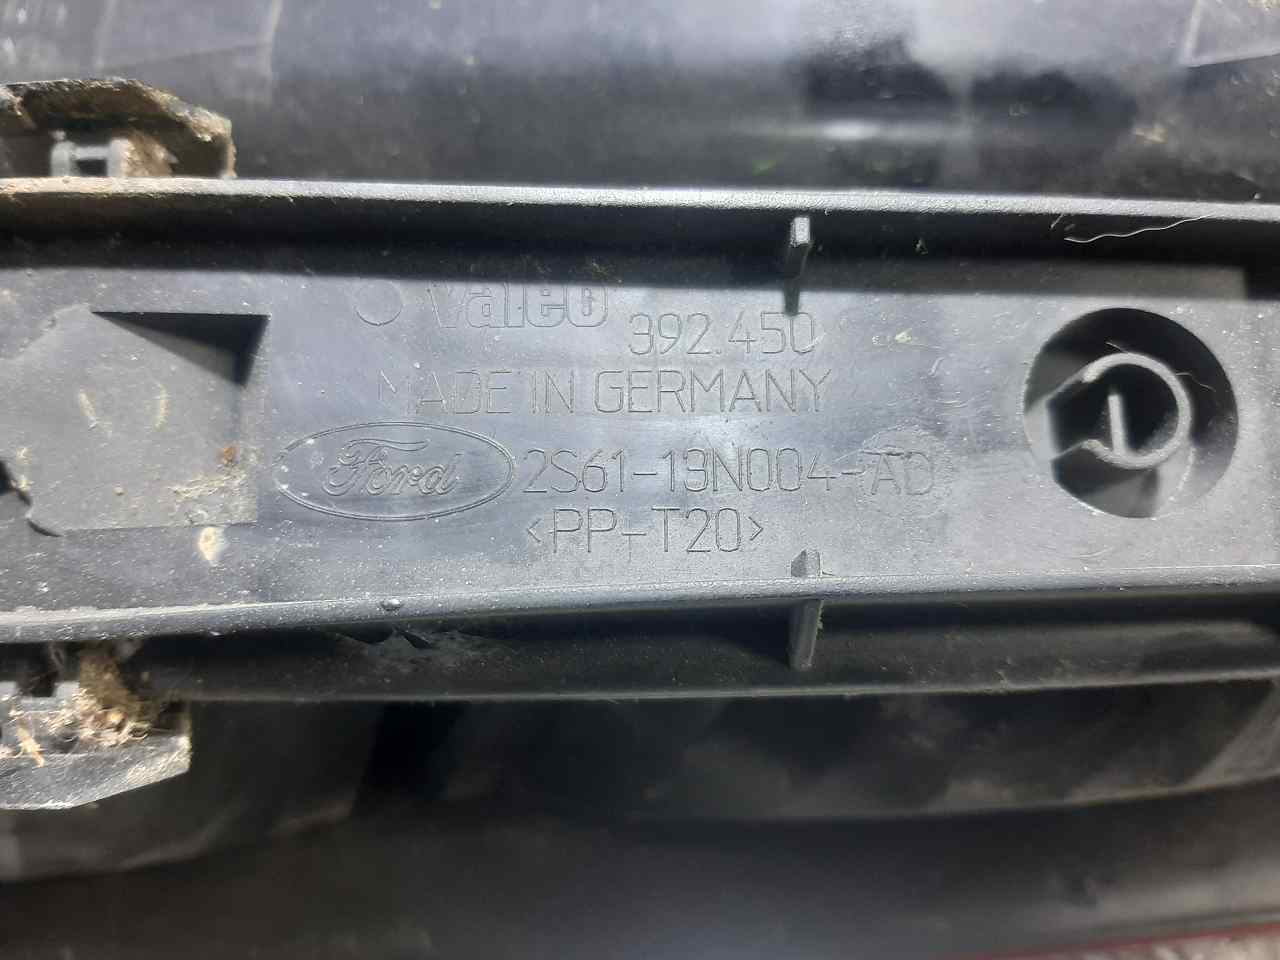 valeo 392.450
MADE IN GERMANY
Ford 2S61-13N004-AD
<PP-T20>